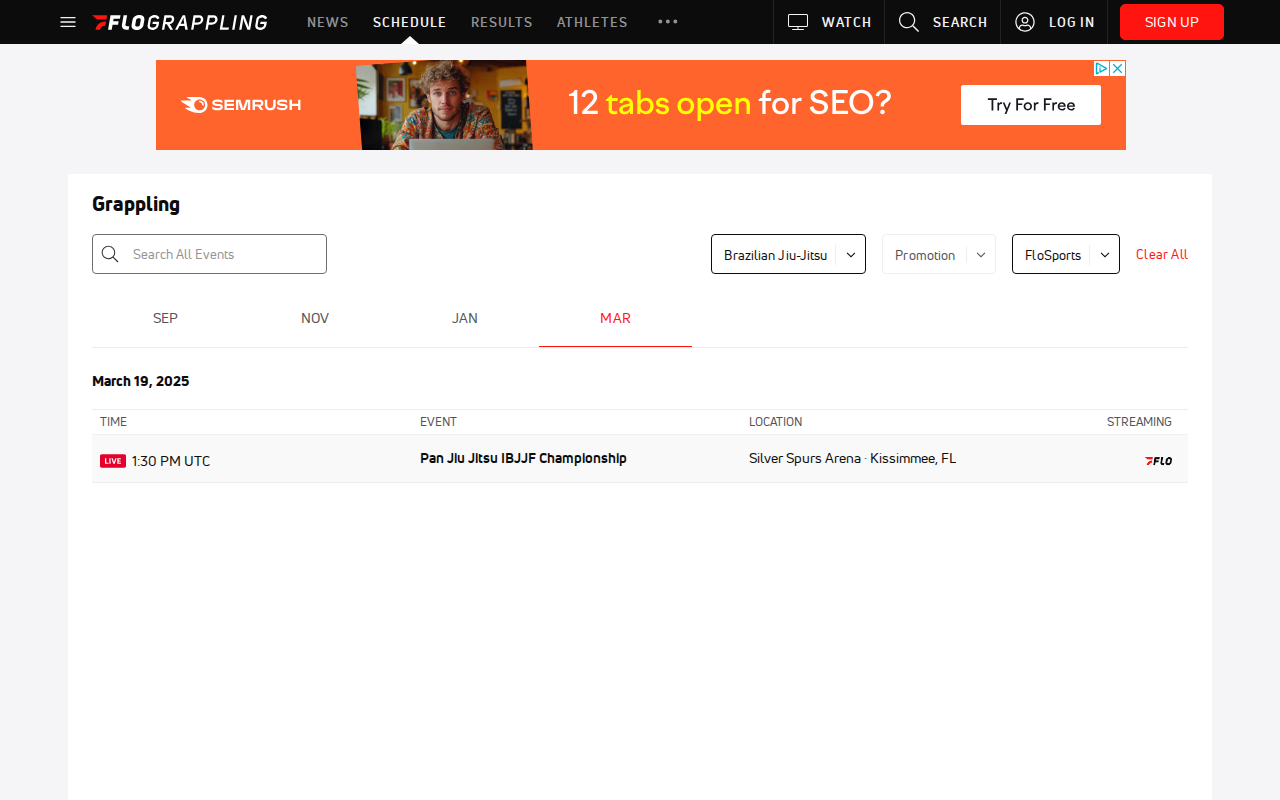 FLOGRAPPLING NEWS SCHEDULE RESULTS ATHLETES WATCH SEARCH LOG IN SIGN UP
SEMRUSH 12 tabs open for SEO? Try For Free
Grappling
Search All Events Brazilian Jiu-Jitsu Promotion FloSports Clear All
SEP NOV JAN MAR
March 19, 2025
TIME EVENT LOCATION STREAMING
LIVE 1:30 PM UTC Pan Jiu Jitsu IBJJF Championship Silver Spurs Arena · Kissimmee, FL FLO